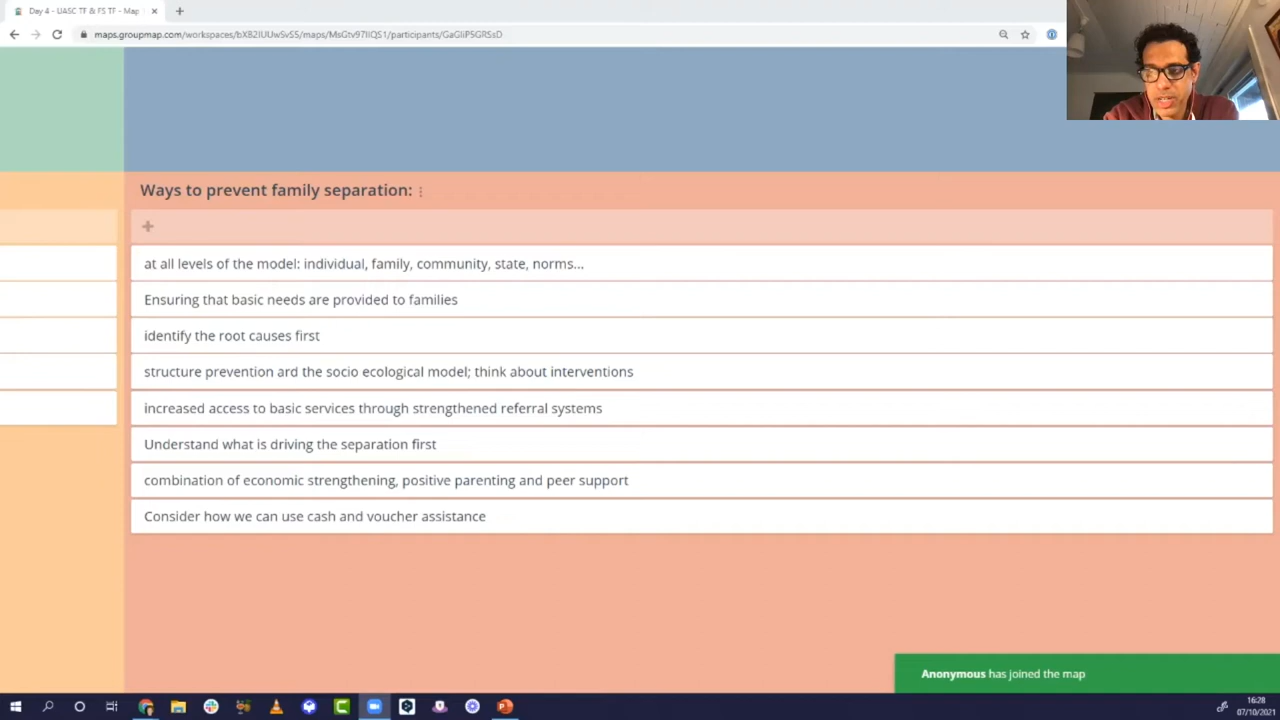 Day 4 - UASC TF & FS TF - Map
maps.groupmap.com/workspaces/bXB2IUUwSvSS/maps/MsGtv97IIQS1/participants/GaGliP5GRSsD
Ways to prevent family separation:
at all levels of the model: individual, family, community, state, norms...
Ensuring that basic needs are provided to families
identify the root causes first
structure prevention ard the socio ecological model; think about interventions
increased access to basic services through strengthened referral systems
Understand what is driving the separation first
combination of economic strengthening, positive parenting and peer support
Consider how we can use cash and voucher assistance
Anonymous has joined the map
16:28
07/10/2021